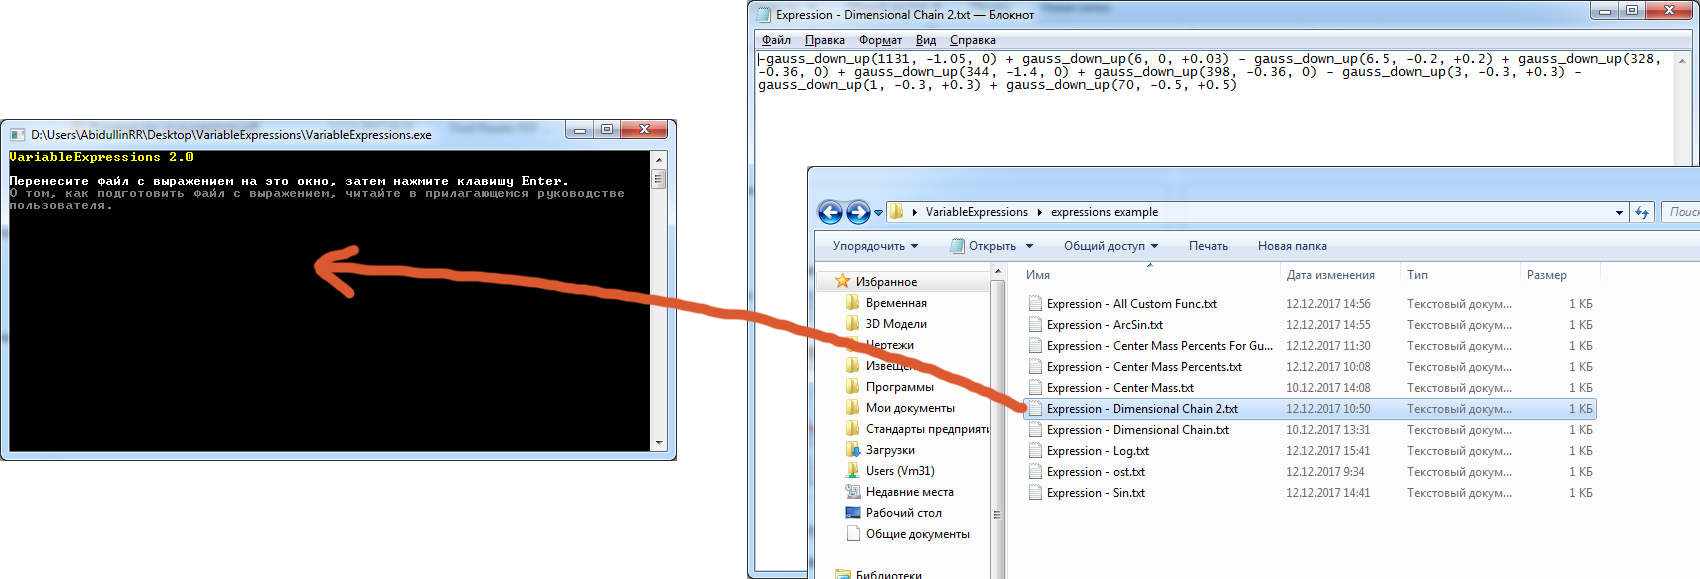 D:\Users\AbidullinRR\Desktop\VariableExpressions\VariableExpressions.exe
VariableExpressions 2.0
Перенесите файл с выражением на это окно, затем нажмите клавишу Enter.
О том, как подготовить файл с выражением, читайте в прилагающемся руководстве
пользователя.
Expression - Dimensional Chain 2.txt — Блокнот
Файл Правка Формат Вид Справка
-gauss_down_up(1131, -1.05, 0) + gauss_down_up(6, 0, +0.03) - gauss_down_up(6.5, -0.2, +0.2) + gauss_down_up(328,
-0.36, 0) + gauss_down_up(344, -1.4, 0) + gauss_down_up(398, -0.36, 0) - gauss_down_up(3, -0.3, +0.3) -
gauss_down_up(1, -0.3, +0.3) + gauss_down_up(70, -0.5, +0.5)
VariableExpressions expressions example Поис
Упорядочить Открыть Общий доступ Печать Новая папка
Избранное
Временная
3D Модели
Чертежи
Извещен
Программы
Мои документы
Стандарты предприяти
Загрузки
Users (Vm31)
Недавние места
Рабочий стол
Общие документы
Библиотеки
Имя Дата изменения Тип Размер
Expression - All Custom Func.txt 12.12.2017 14:56 Текстовый докум... 1 КБ
Expression - ArcSin.txt 12.12.2017 14:55 Текстовый докум... 1 КБ
Expression - Center Mass Percents For Gu... 12.12.2017 11:30 Текстовый докум... 1 КБ
Expression - Center Mass Percents.txt 12.12.2017 10:08 Текстовый докум... 1 КБ
Expression - Center Mass.txt 10.12.2017 14:08 Текстовый докум... 1 КБ
Expression - Dimensional Chain 2.txt 12.12.2017 10:50 Текстовый докум... 1 КБ
Expression - Dimensional Chain.txt 10.12.2017 13:31 Текстовый докум... 1 КБ
Expression - Log.txt 12.12.2017 15:41 Текстовый докум... 1 КБ
Expression - ost.txt 12.12.2017 9:34 Текстовый докум... 1 КБ
Expression - Sin.txt 12.12.2017 14:41 Текстовый докум... 1 КБ